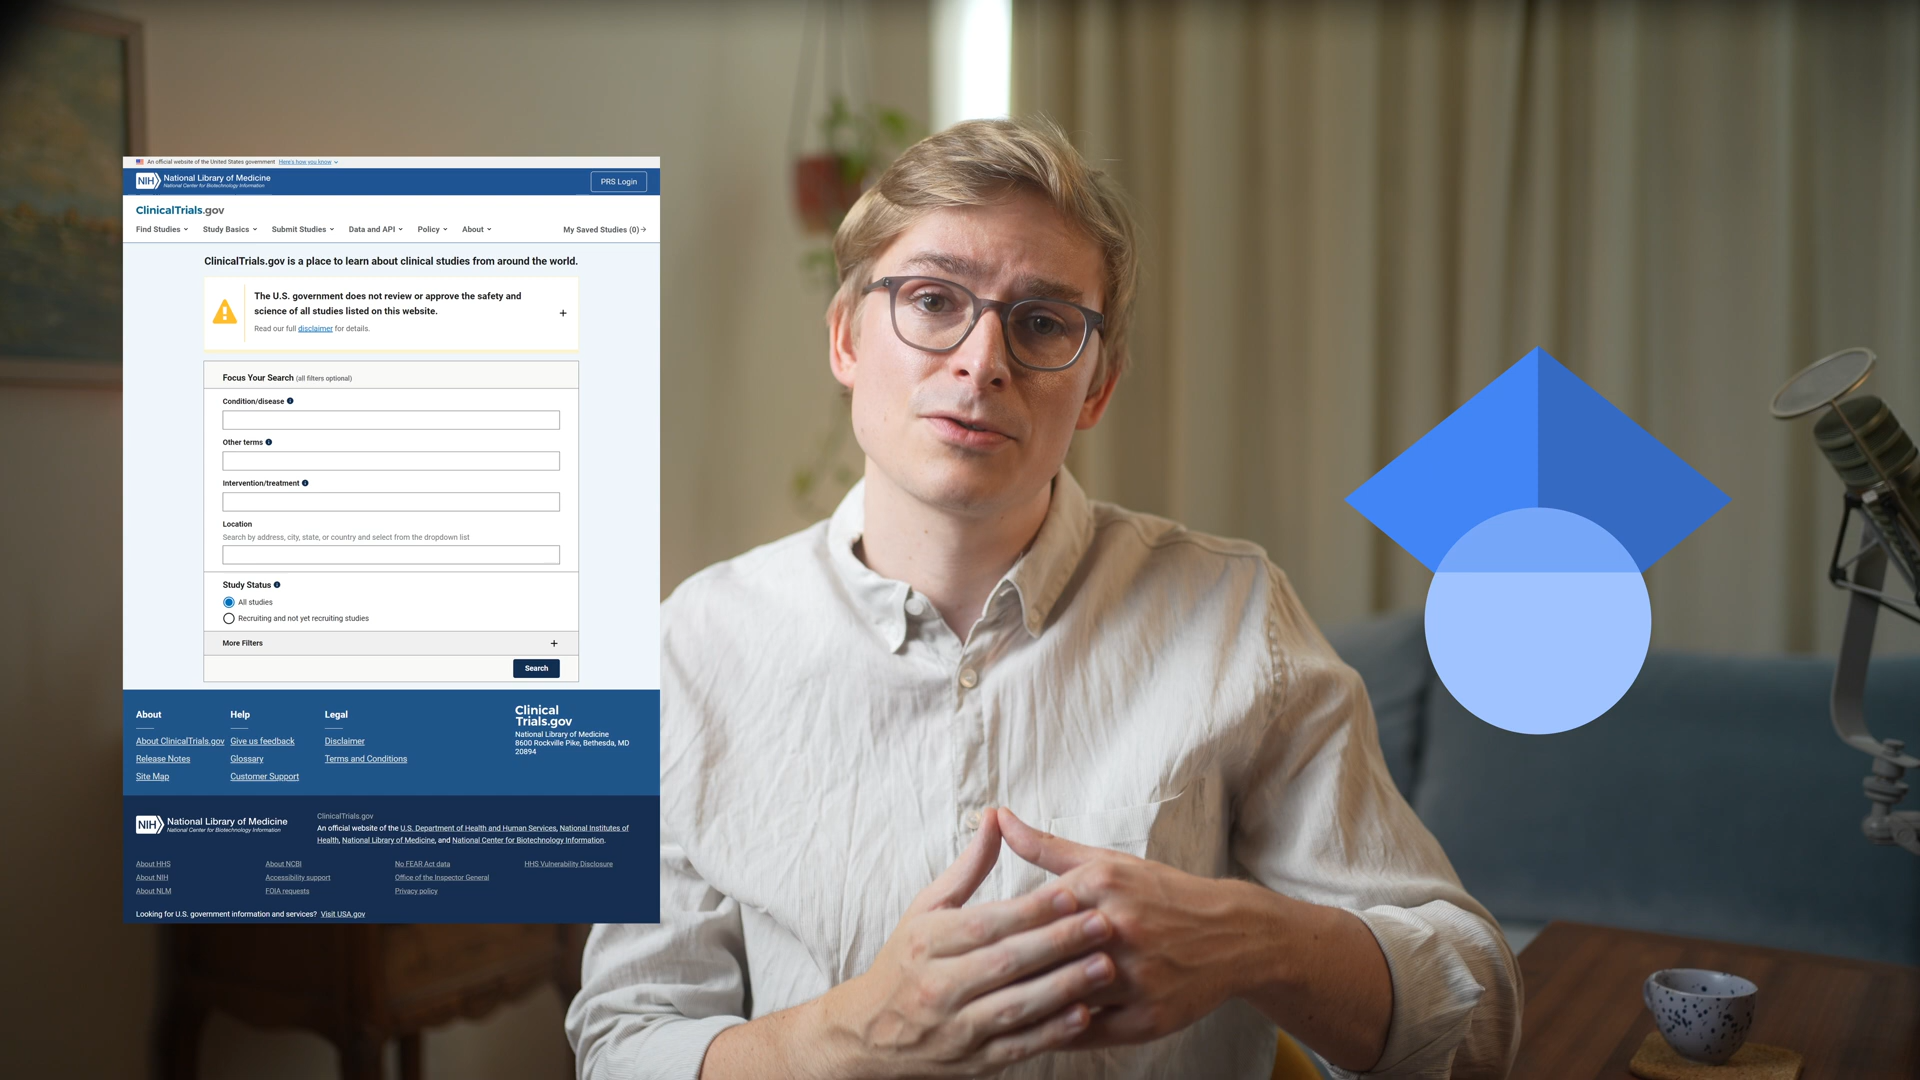 An official website of the United States government Here's how you know
NIH National Library of Medicine
National Center for Biotechnology Information
PRS Login
ClinicalTrials.gov
Find Studies Study Basics Submit Studies Data and API Policy About My Saved Studies (0)
ClinicalTrials.gov is a place to learn about clinical studies from around the world.
The U.S. government does not review or approve the safety and
science of all studies listed on this website.
Read our full disclaimer for details.
Focus Your Search (all filters optional)
Condition/disease
Other terms
Intervention/treatment
Location
Search by address, city, state, or country and select from the dropdown list
Study Status
All studies
Recruiting and not yet recruiting studies
More Filters
Search
About
About ClinicalTrials.gov
Release Notes
Site Map
Help
Give us feedback
Glossary
Customer Support
Legal
Disclaimer
Terms and Conditions
Clinical
Trials.gov
National Library of Medicine
8600 Rockville Pike, Bethesda, MD
20894
NIH National Library of Medicine
National Center for Biotechnology Information
ClinicalTrials.gov
An official website of the U.S. Department of Health and Human Services, National Institutes of
Health, National Library of Medicine, and National Center for Biotechnology Information.
About HHS About NCBI No FEAR Act data HHS Vulnerability Disclosure
About NIH Accessibility support Office of the Inspector General
About NLM FOIA requests Privacy policy
Looking for U.S. government information and services? Visit USA.gov